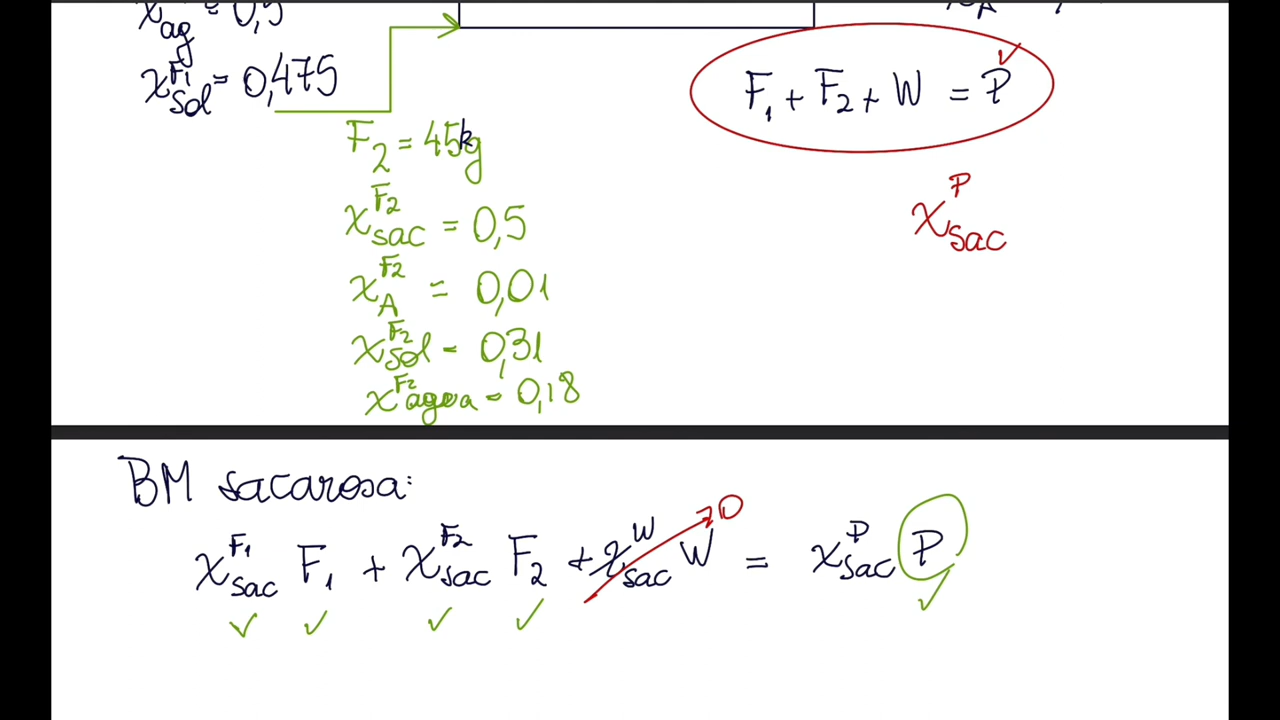 χ_ag = 0,5
χ^F1_sol = 0,475
F1 + F2 + W = P ✓
F2 = 45kg
χ^P_sac
χ^F2_sac = 0,5
χ^F2_A = 0,01
χ^F2_sol = 0,31
χ^F2_agua = 0,18
BM sacarosa:
χ^F1_sac F1 + χ^F2_sac F2 + χ^W_sac W → 0 = χ^P_sac P
✓ ✓ ✓ ✓ ✓